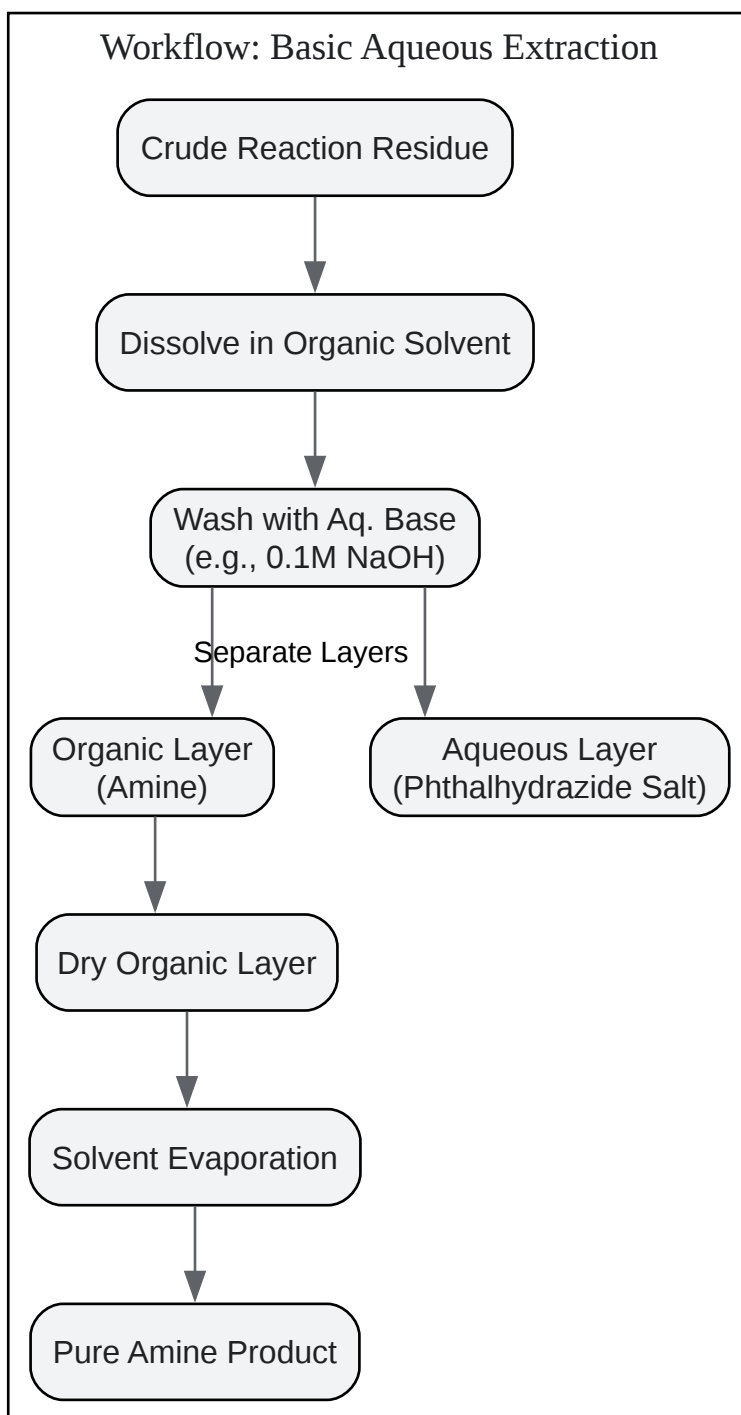 Workflow: Basic Aqueous Extraction
Crude Reaction Residue
Dissolve in Organic Solvent
Wash with Aq. Base
(e.g., 0.1M NaOH)
Separate Layers
Organic Layer
(Amine)
Aqueous Layer
(Phthalhydrazide Salt)
Dry Organic Layer
Solvent Evaporation
Pure Amine Product